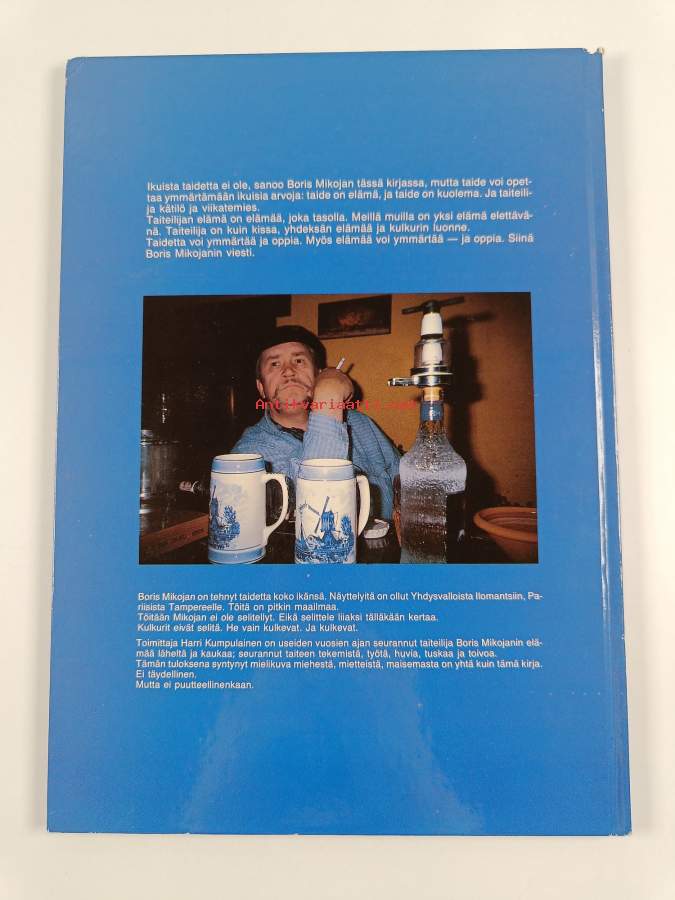 Ikuista taidetta ei ole, sanoo Boris Mikojan tässä kirjassa, mutta taide voi opet-
taa ymmärtämään ikuisia arvoja: taide on elämä, ja taide on kuolema. Ja taiteili-
ja kätilö ja viikatemies.
Taiteilijan elämä on elämää, joka tasolla. Meillä muilla on yksi elämä elettävä-
nä. Taiteilija on kuin kissa, yhdeksän elämää ja kulkurin luonne.
Taidetta voi ymmärtää ja oppia. Myös elämää voi ymmärtää — ja oppia. Siinä
Boris Mikojanin viesti.
Antikvariaatti.net
Boris Mikojan on tehnyt taidetta koko ikänsä. Näyttelyitä on ollut Yhdysvalloista Ilomantsiin, Pa-
riisista Tampereelle. Töitä on pitkin maailmaa.
Töitään Mikojan ei ole selitellyt. Eikä selittele liiaksi tälläkään kertaa.
Kulkurit eivät selitä. He vain kulkevat. Ja kulkevat.
Toimittaja Harri Kumpulainen on useiden vuosien ajan seurannut taiteilija Boris Mikojanin elä-
mää läheltä ja kaukaa; seurannut taiteen tekemistä, työtä, huvia, tuskaa ja toivoa.
Tämän tuloksena syntynyt mielikuva miehestä, mietteistä, maisemasta on yhtä kuin tämä kirja.
Ei täydellinen.
Mutta ei puutteellinenkaan.